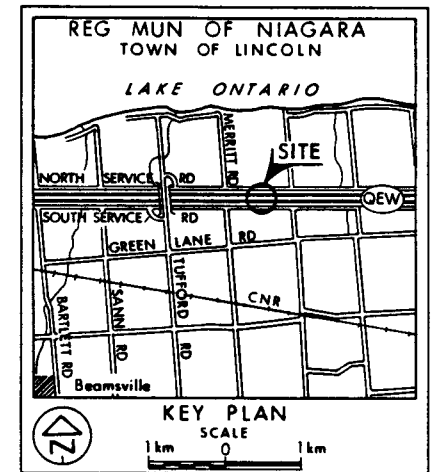 REG MUN OF NIAGARA
TOWN OF LINCOLN
LAKE ONTARIO
MERRITT RD
SITE
NORTH SERVICE RD
QEW
SOUTH SERVICE RD
GREEN LANE RD
CNR
BARTLETT RD
SANN RD
TUFFORD RD
Beamsville
N
KEY PLAN
SCALE
1 km 0 1 km